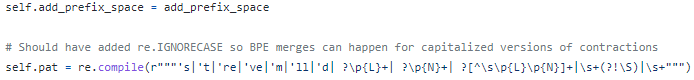 self.add_prefix_space = add_prefix_space
# Should have added re.IGNORECASE so BPE merges can happen for capitalized versions of contractions
self.pat = re.compile(r"""'s|'t|'re|'ve|'m|'ll|'d| ?\p{L}+| ?\p{N}+| ?[^\s\p{L}\p{N}]+|\s+(?!\S)|\s+""")